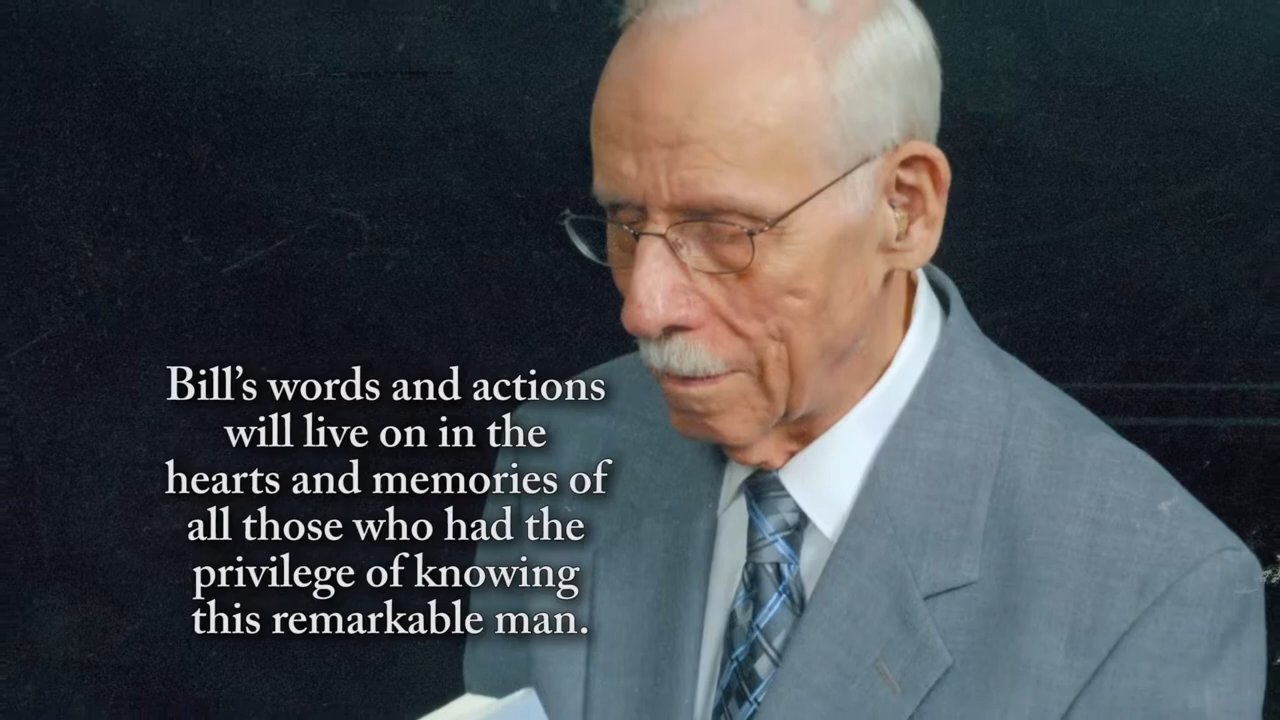 Bill’s words and actions
will live on in the
hearts and memories of
all those who had the
privilege of knowing
this remarkable man.